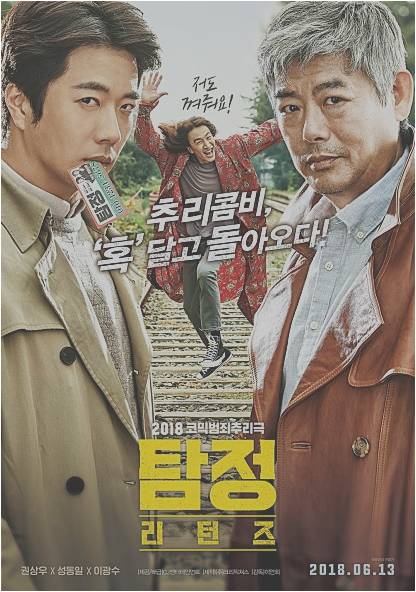 저도
껴줘요!
추리콤비,
‘혹’ 달고 돌아오다!
2018 코믹범죄추리극
탐정
리턴즈
권상우 X 성동일 X 이광수
2018.06.13